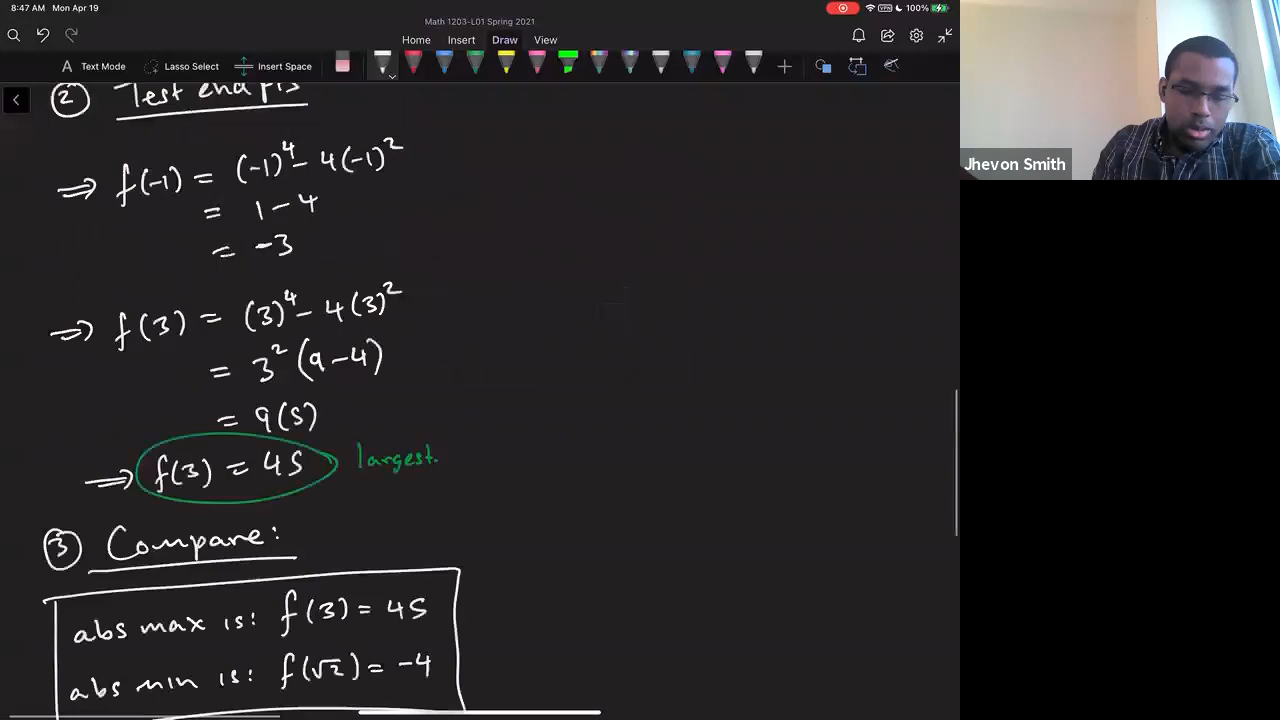 8:47 AM Mon Apr 19
100%
Math 1203-L01 Spring 2021
Home Insert Draw View
Text Mode Lasso Select Insert Space
② Test endpts
⇒ f(-1) = (-1)⁴ - 4(-1)²
= 1 - 4
= -3
⇒ f(3) = (3)⁴ - 4(3)²
= 3² (9 - 4)
= 9(5)
⇒ f(3) = 45 largest.
③ Compare:
abs max is: f(3) = 45
abs min is: f(√2) = -4
Jhevon Smith